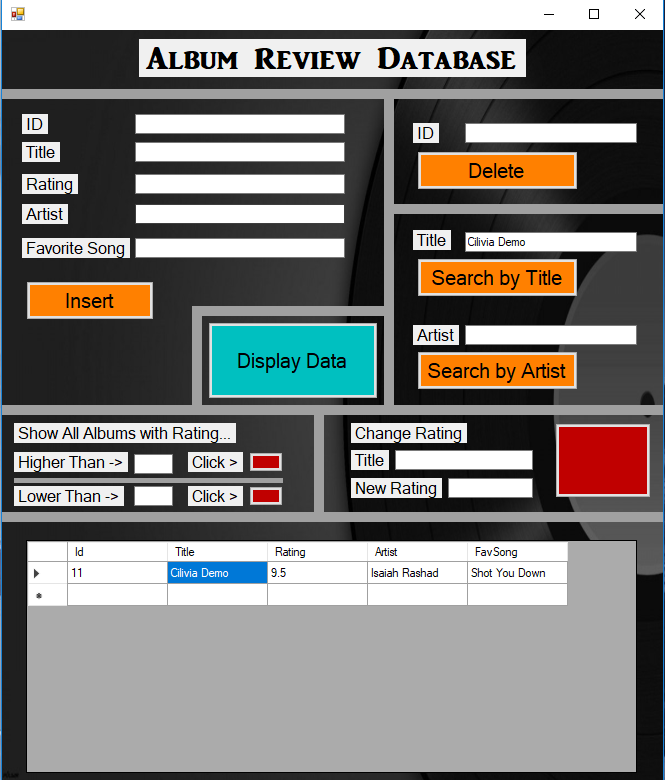 Album Review Database
ID
Title
Rating
Artist
Favorite Song
Insert
Display Data
ID
Delete
Title Cilivia Demo
Search by Title
Artist
Search by Artist
Show All Albums with Rating...
Higher Than -> Click >
Lower Than -> Click >
Change Rating
Title
New Rating
Id Title Rating Artist FavSong
11 Cilivia Demo 9.5 Isaiah Rashad Shot You Down